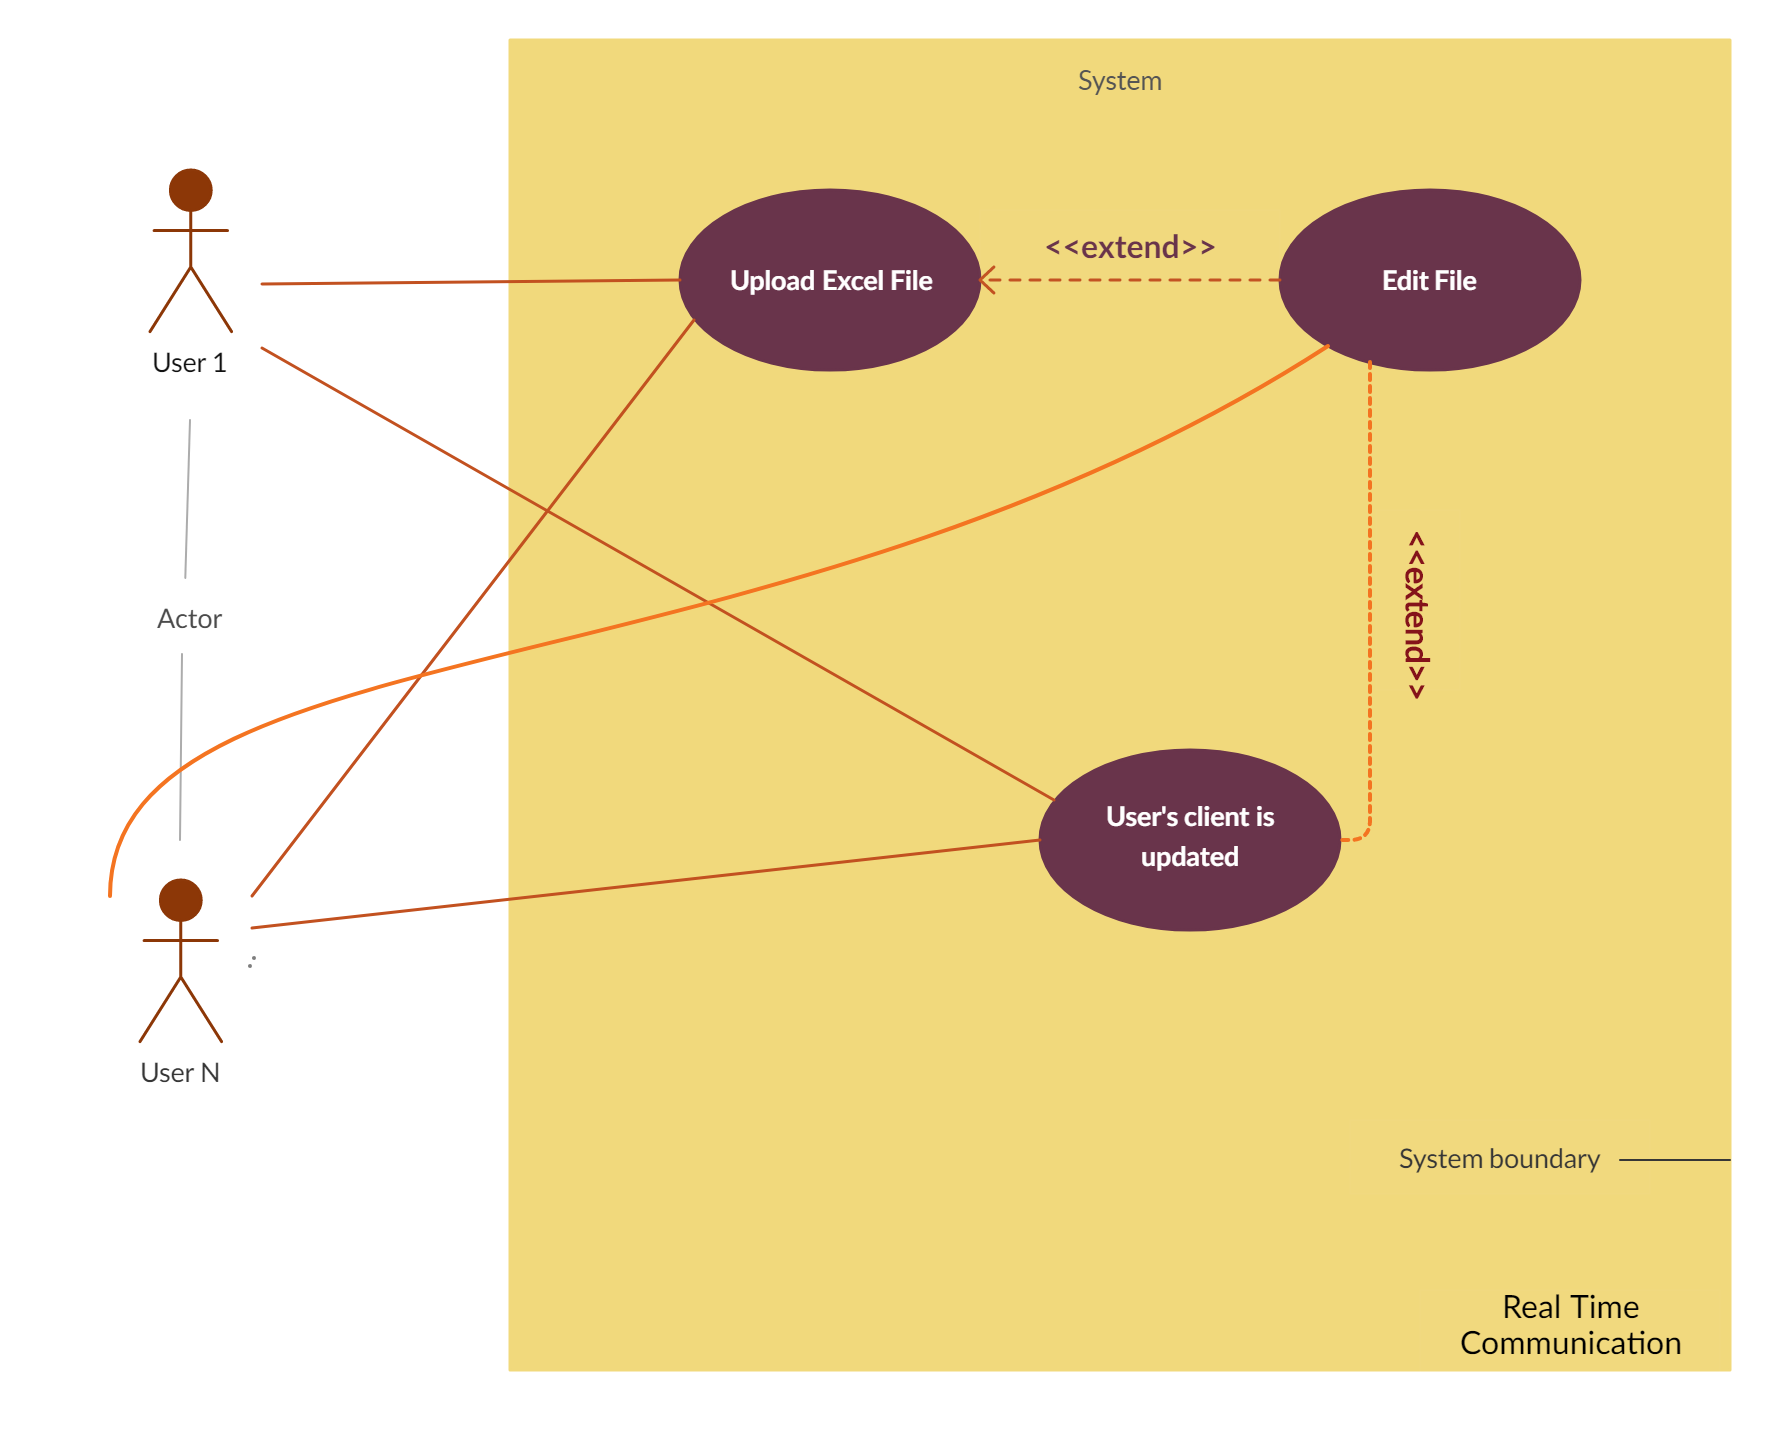 System
<<extend>>
Upload Excel File
Edit File
User 1
<<extend>>
Actor
User's client is
updated
User N
System boundary
Real Time
Communication